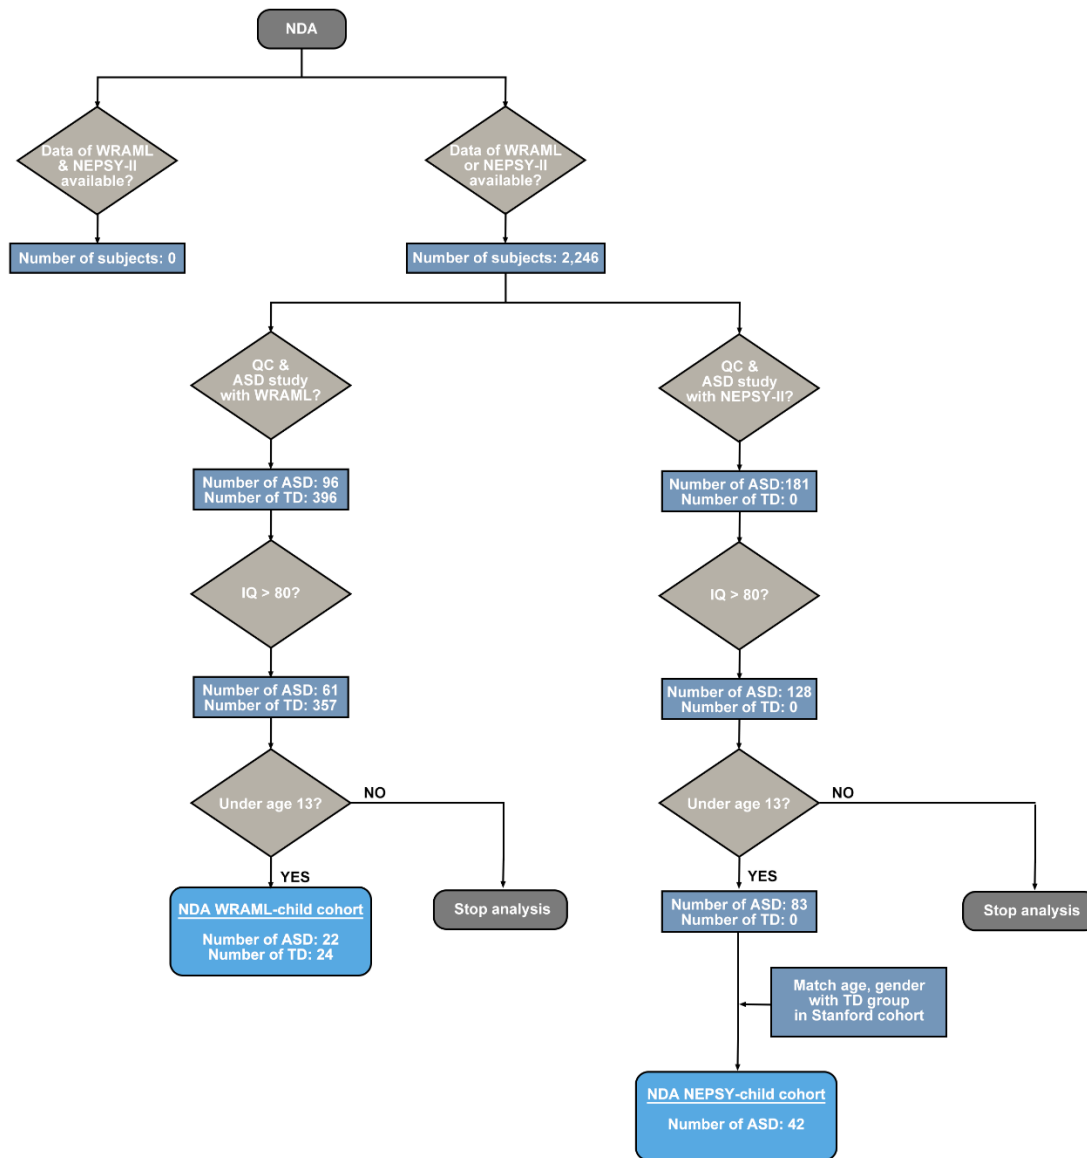 NDA
Data of WRAML
& NEPSY-II
available?
Data of WRAML
or NEPSY-II
available?
Number of subjects: 0
Number of subjects: 2,246
QC &
ASD study
with WRAML?
QC &
ASD study
with NEPSY-II?
Number of ASD: 96
Number of TD: 396
Number of ASD:181
Number of TD: 0
IQ > 80?
IQ > 80?
Number of ASD: 61
Number of TD: 357
Number of ASD: 128
Number of TD: 0
Under age 13?
NO
Under age 13?
NO
YES
YES
NDA WRAML-child cohort
Number of ASD: 22
Number of TD: 24
Stop analysis
Number of ASD: 83
Number of TD: 0
Stop analysis
Match age, gender
with TD group
in Stanford cohort
NDA NEPSY-child cohort
Number of ASD: 42